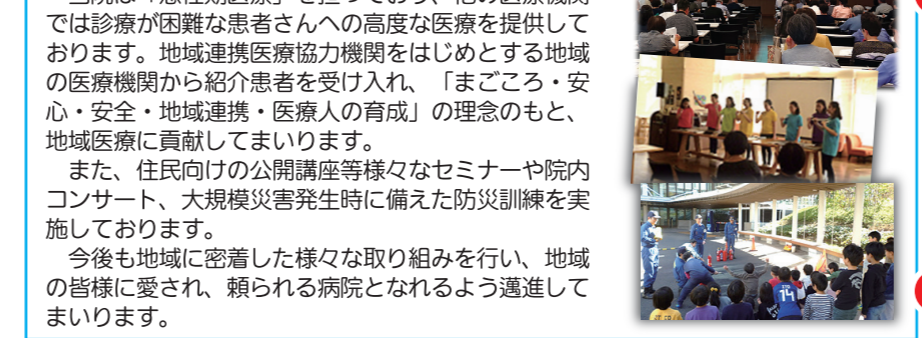 では診療が困難な患者さんへの高度な医療を提供して
おります。地域連携医療協力機関をはじめとする地域
の医療機関から紹介患者を受け入れ、「まごころ・安
心・安全・地域連携・医療人の育成」の理念のもと、
地域医療に貢献してまいります。
また、住民向けの公開講座等様々なセミナーや院内
コンサート、大規模災害発生時に備えた防災訓練を実
施しております。
今後も地域に密着した様々な取り組みを行い、地域
の皆様に愛され、頼られる病院となれるよう邁進して
まいります。
14